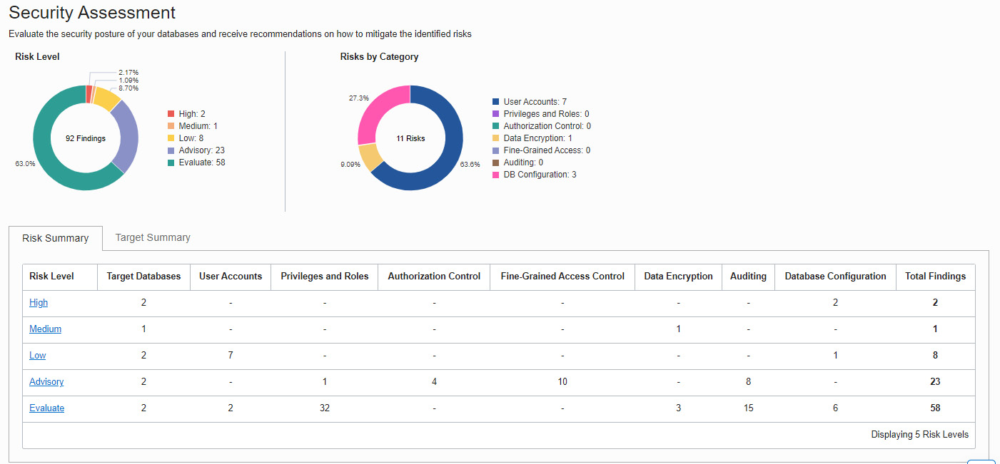 Security Assessment
Evaluate the security posture of your databases and receive recommendations on how to mitigate the identified risks
Risk Level
2.17%
1.09%
8.70%
63.0%
92 Findings
High: 2
Medium: 1
Low: 8
Advisory: 23
Evaluate: 58
Risks by Category
27.3%
9.09%
63.6%
11 Risks
User Accounts: 7
Privileges and Roles: 0
Authorization Control: 0
Data Encryption: 1
Fine-Grained Access: 0
Auditing: 0
DB Configuration: 3
Risk Summary Target Summary
Risk Level Target Databases User Accounts Privileges and Roles Authorization Control Fine-Grained Access Control Data Encryption Auditing Database Configuration Total Findings
High 2 - - - - - - 2 2
Medium 1 - - - - 1 - - 1
Low 2 7 - - - - - 1 8
Advisory 2 - 1 4 10 - 8 - 23
Evaluate 2 2 32 - - 3 15 6 58
Displaying 5 Risk Levels